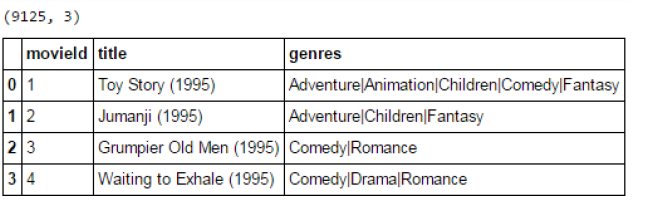 (9125, 3)
movieId title genres
0 1 Toy Story (1995) Adventure|Animation|Children|Comedy|Fantasy
1 2 Jumanji (1995) Adventure|Children|Fantasy
2 3 Grumpier Old Men (1995) Comedy|Romance
3 4 Waiting to Exhale (1995) Comedy|Drama|Romance